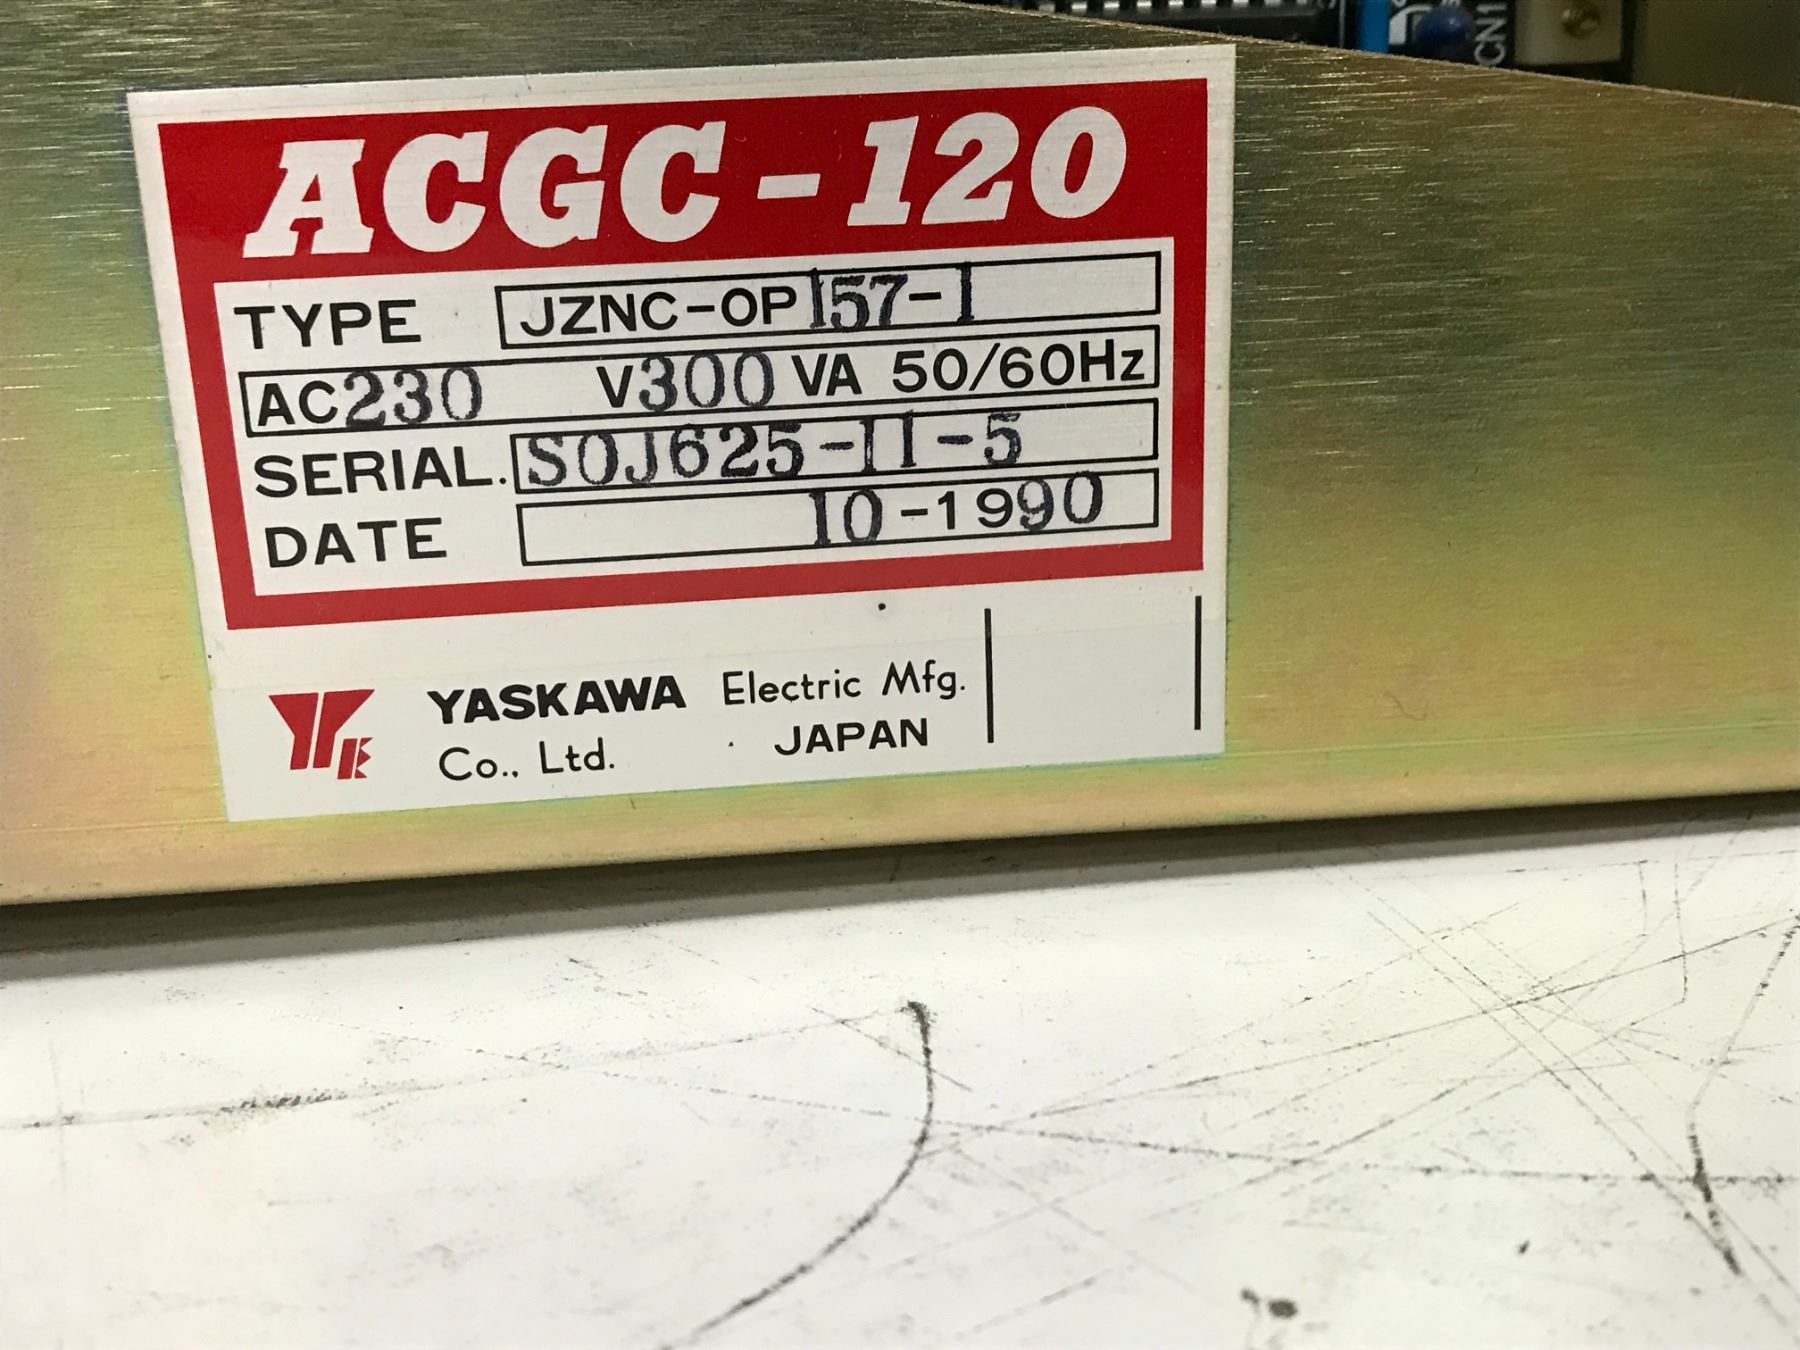 CN1
ACGC-120
TYPE JZNC-OP157-1
AC230 V300 VA 50/60Hz
SERIAL. S0J625-11-5
DATE 10-1990
YASKAWA Electric Mfg.
Co., Ltd. JAPAN